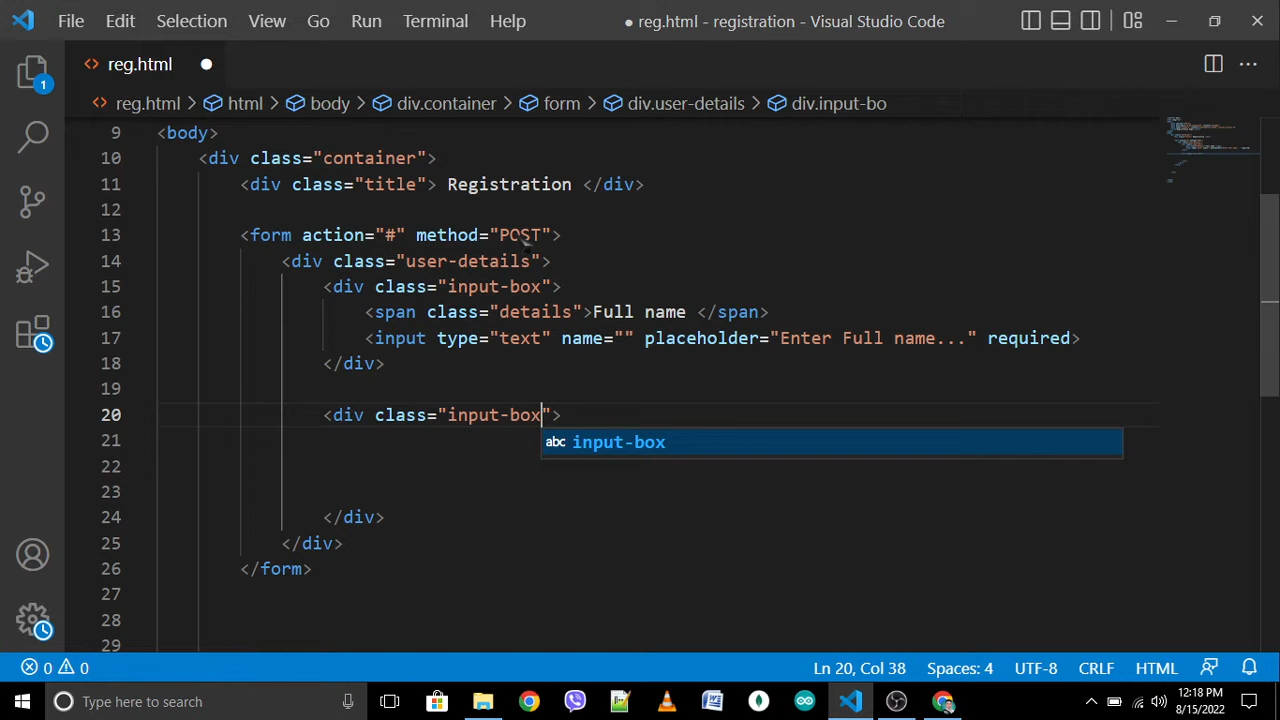 File Edit Selection View Go Run Terminal Help ● reg.html - registration - Visual Studio Code
<> reg.html ●
<> reg.html > html > body > div.container > form > div.user-details > div.input-bo
9 <body>
10 <div class="container">
11 <div class="title"> Registration </div>
12
13 <form action="#" method="POST">
14 <div class="user-details">
15 <div class="input-box">
16 <span class="details">Full name </span>
17 <input type="text" name="" placeholder="Enter Full name..." required>
18 </div>
19
20 <div class="input-box">
21 abc input-box
22
23
24 </div>
25 </div>
26 </form>
27
28
29
1
0 0 Ln 20, Col 38 Spaces: 4 UTF-8 CRLF HTML
Type here to search 12:18 PM
8/15/2022